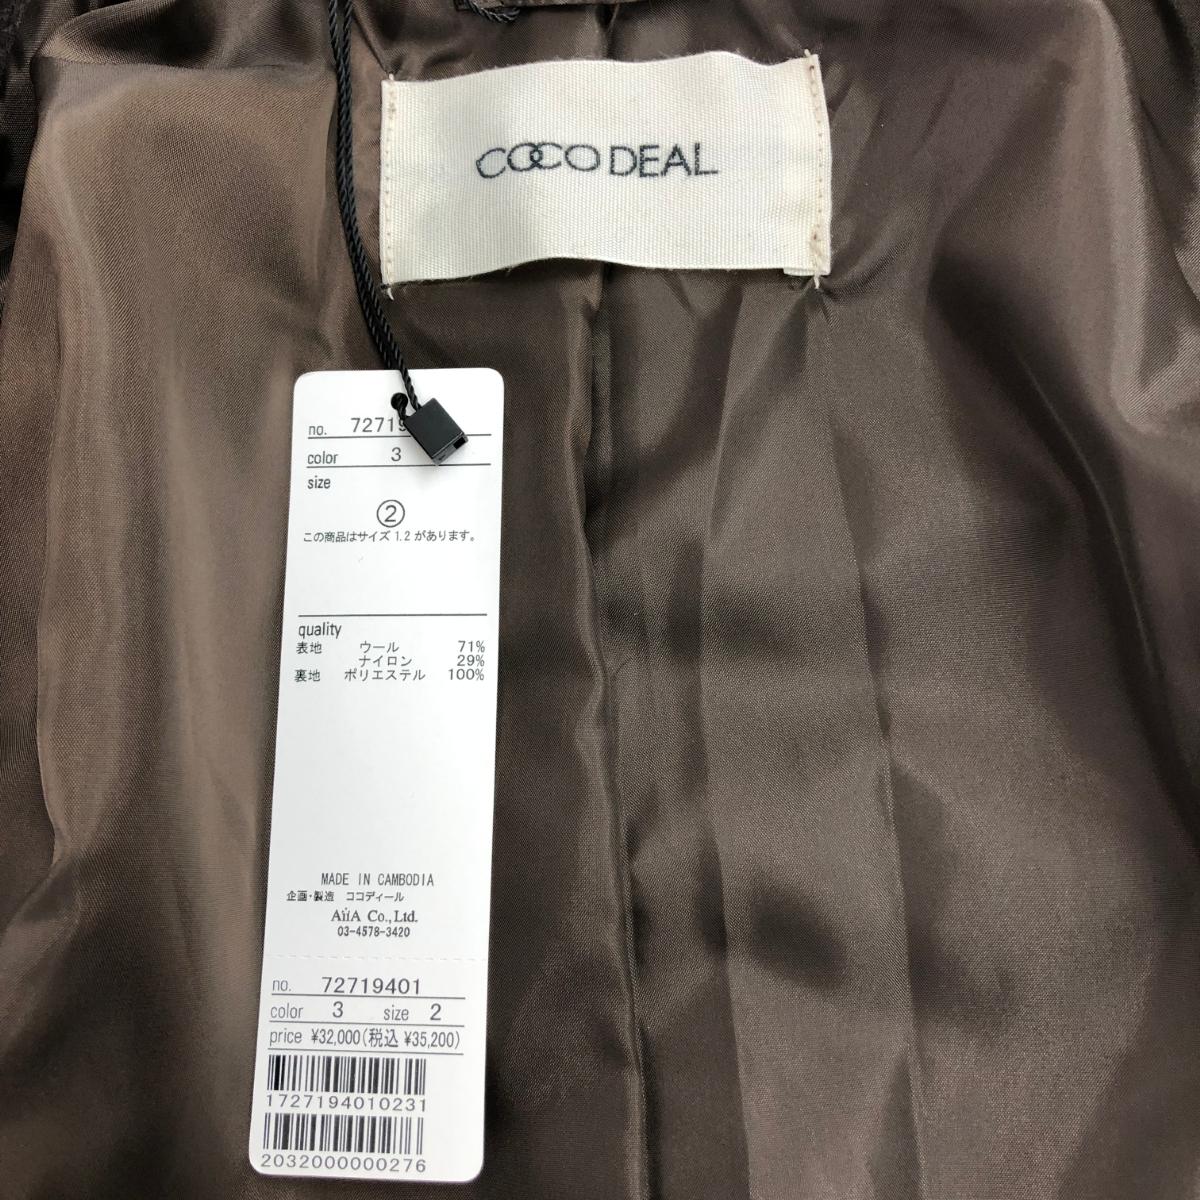 COCO DEAL
no. 72719
color 3
size
②
この商品はサイズ 1.2 があります。
quality
表地 ウール 71%
ナイロン 29%
裏地 ポリエステル 100%
MADE IN CAMBODIA
企画・製造 ココディール
AiiA Co.,Ltd.
03-4578-3420
no. 72719401
color 3 size 2
price ¥32,000(税込 ¥35,200)
1727194010231
2032000000276